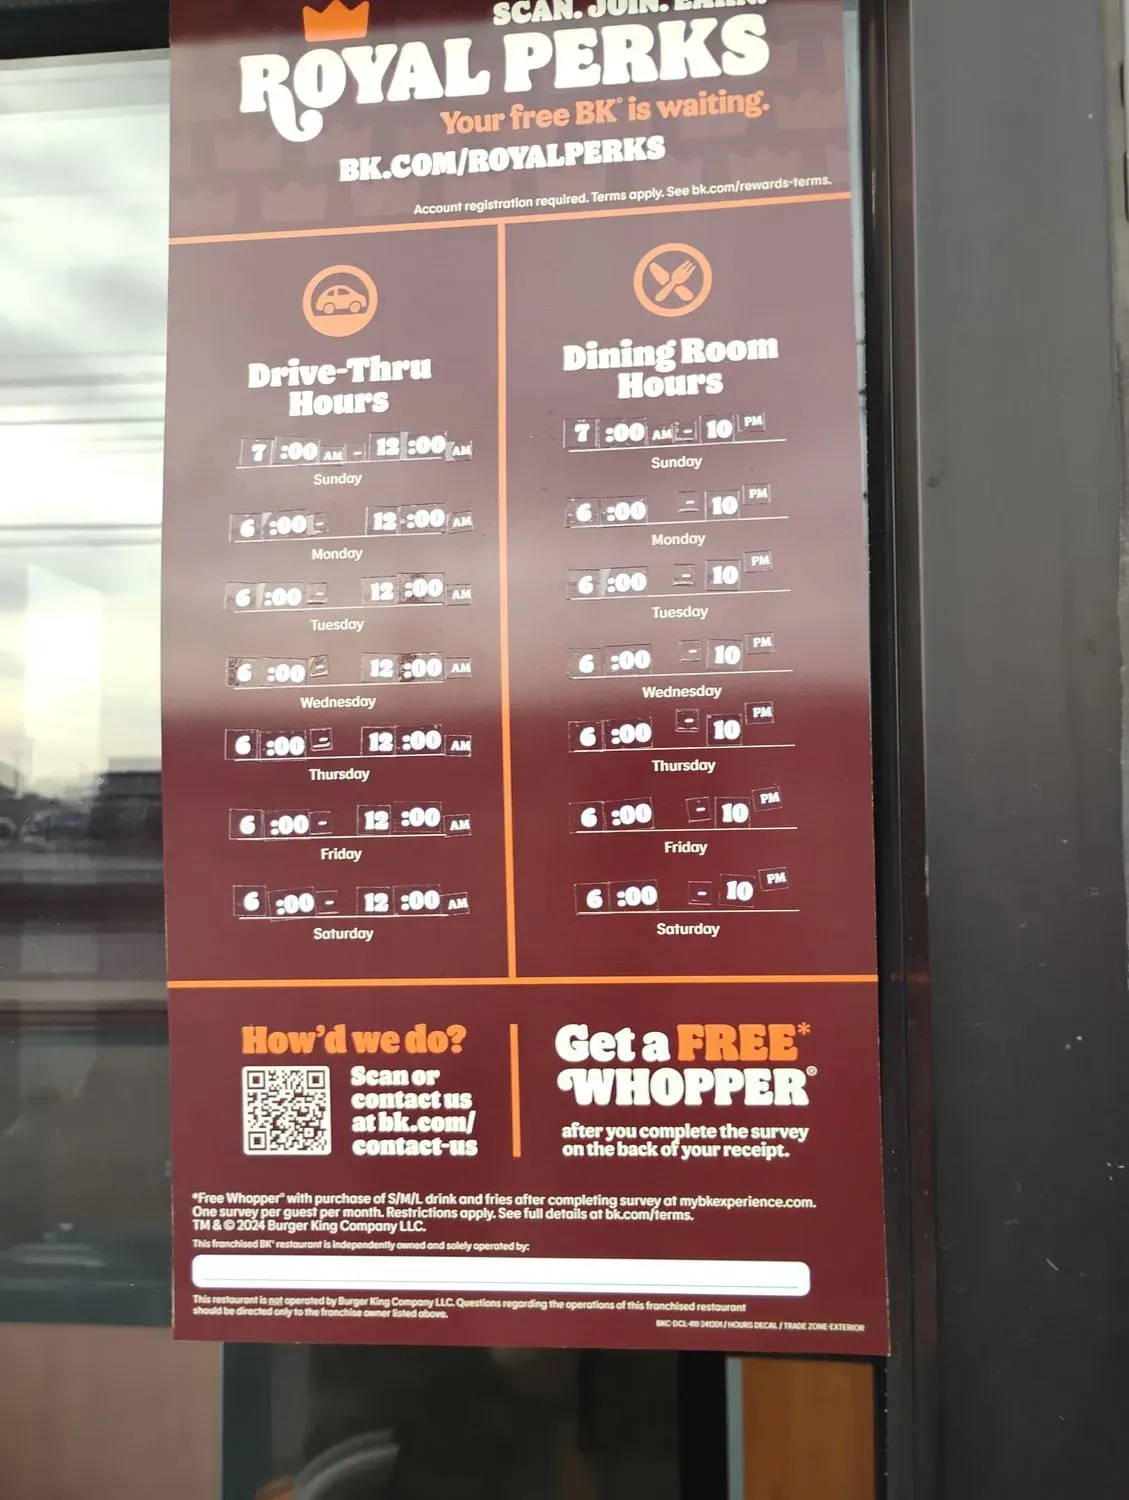 SCAN. JOIN. EARN.
ROYAL PERKS
Your free BK® is waiting.
BK.COM/ROYALPERKS
Account registration required. Terms apply. See bk.com/rewards-terms.
Drive-Thru
Hours
7 :00 AM - 12 :00 AM
Sunday
6 :00 - 12 :00 AM
Monday
6 :00 - 12 :00 AM
Tuesday
6 :00 - 12 :00 AM
Wednesday
6 :00 - 12 :00 AM
Thursday
6 :00 - 12 :00 AM
Friday
6 :00 - 12 :00 AM
Saturday
Dining Room
Hours
7 :00 AM - 10 PM
Sunday
6 :00 - 10 PM
Monday
6 :00 - 10 PM
Tuesday
6 :00 - 10 PM
Wednesday
6 :00 - 10 PM
Thursday
6 :00 - 10 PM
Friday
6 :00 - 10 PM
Saturday
How'd we do?
Scan or
contact us
at bk.com/
contact-us
Get a FREE*
WHOPPER®
after you complete the survey
on the back of your receipt.
*Free Whopper® with purchase of S/M/L drink and fries after completing survey at mybkexperience.com.
One survey per guest per month. Restrictions apply. See full details at bk.com/terms.
TM & © 2024 Burger King Company LLC.
This franchised BK® restaurant is independently owned and solely operated by:
This restaurant is not operated by Burger King Company LLC. Questions regarding the operations of this franchised restaurant
should be directed only to the franchise owner listed above.
BKC-DCL-411-241201 / HOURS DECAL / TRADE ZONE-EXTERIOR